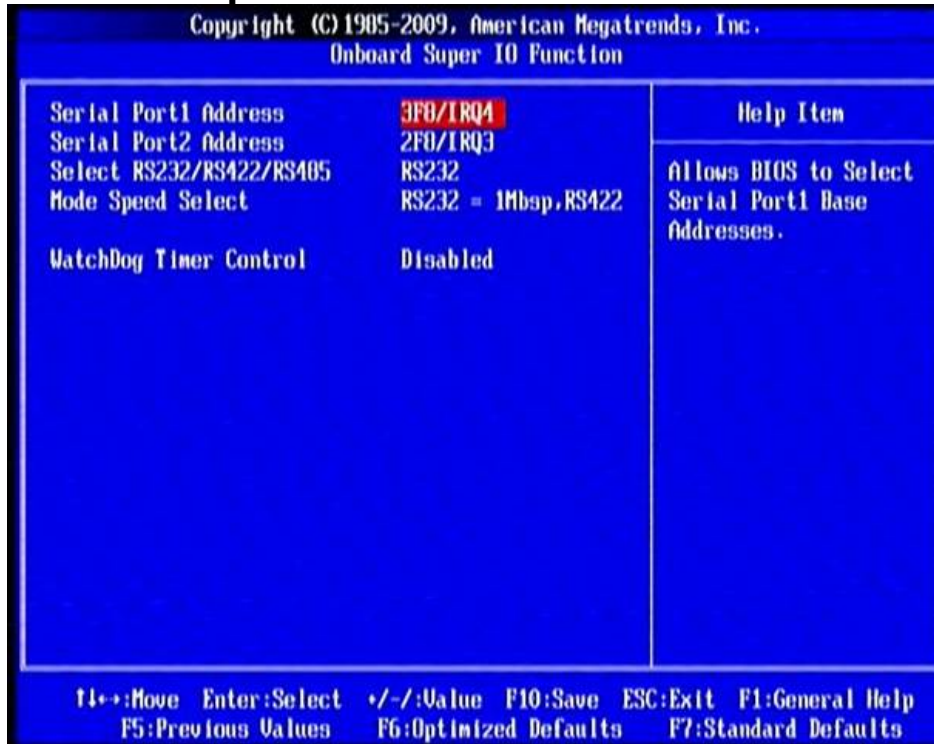 Copyright (C)1985-2009, American Megatrends, Inc.
Onboard Super IO Function
Serial Port1 Address 3F8/IRQ4
Serial Port2 Address 2F8/IRQ3
Select RS232/RS422/RS485 RS232
Mode Speed Select RS232 = 1Mbsp,RS422
WatchDog Timer Control Disabled
Help Item
Allows BIOS to Select
Serial Port1 Base
Addresses.
↑↓←→:Move Enter:Select +/-/:Value F10:Save ESC:Exit F1:General Help
F5:Previous Values F6:Optimized Defaults F7:Standard Defaults